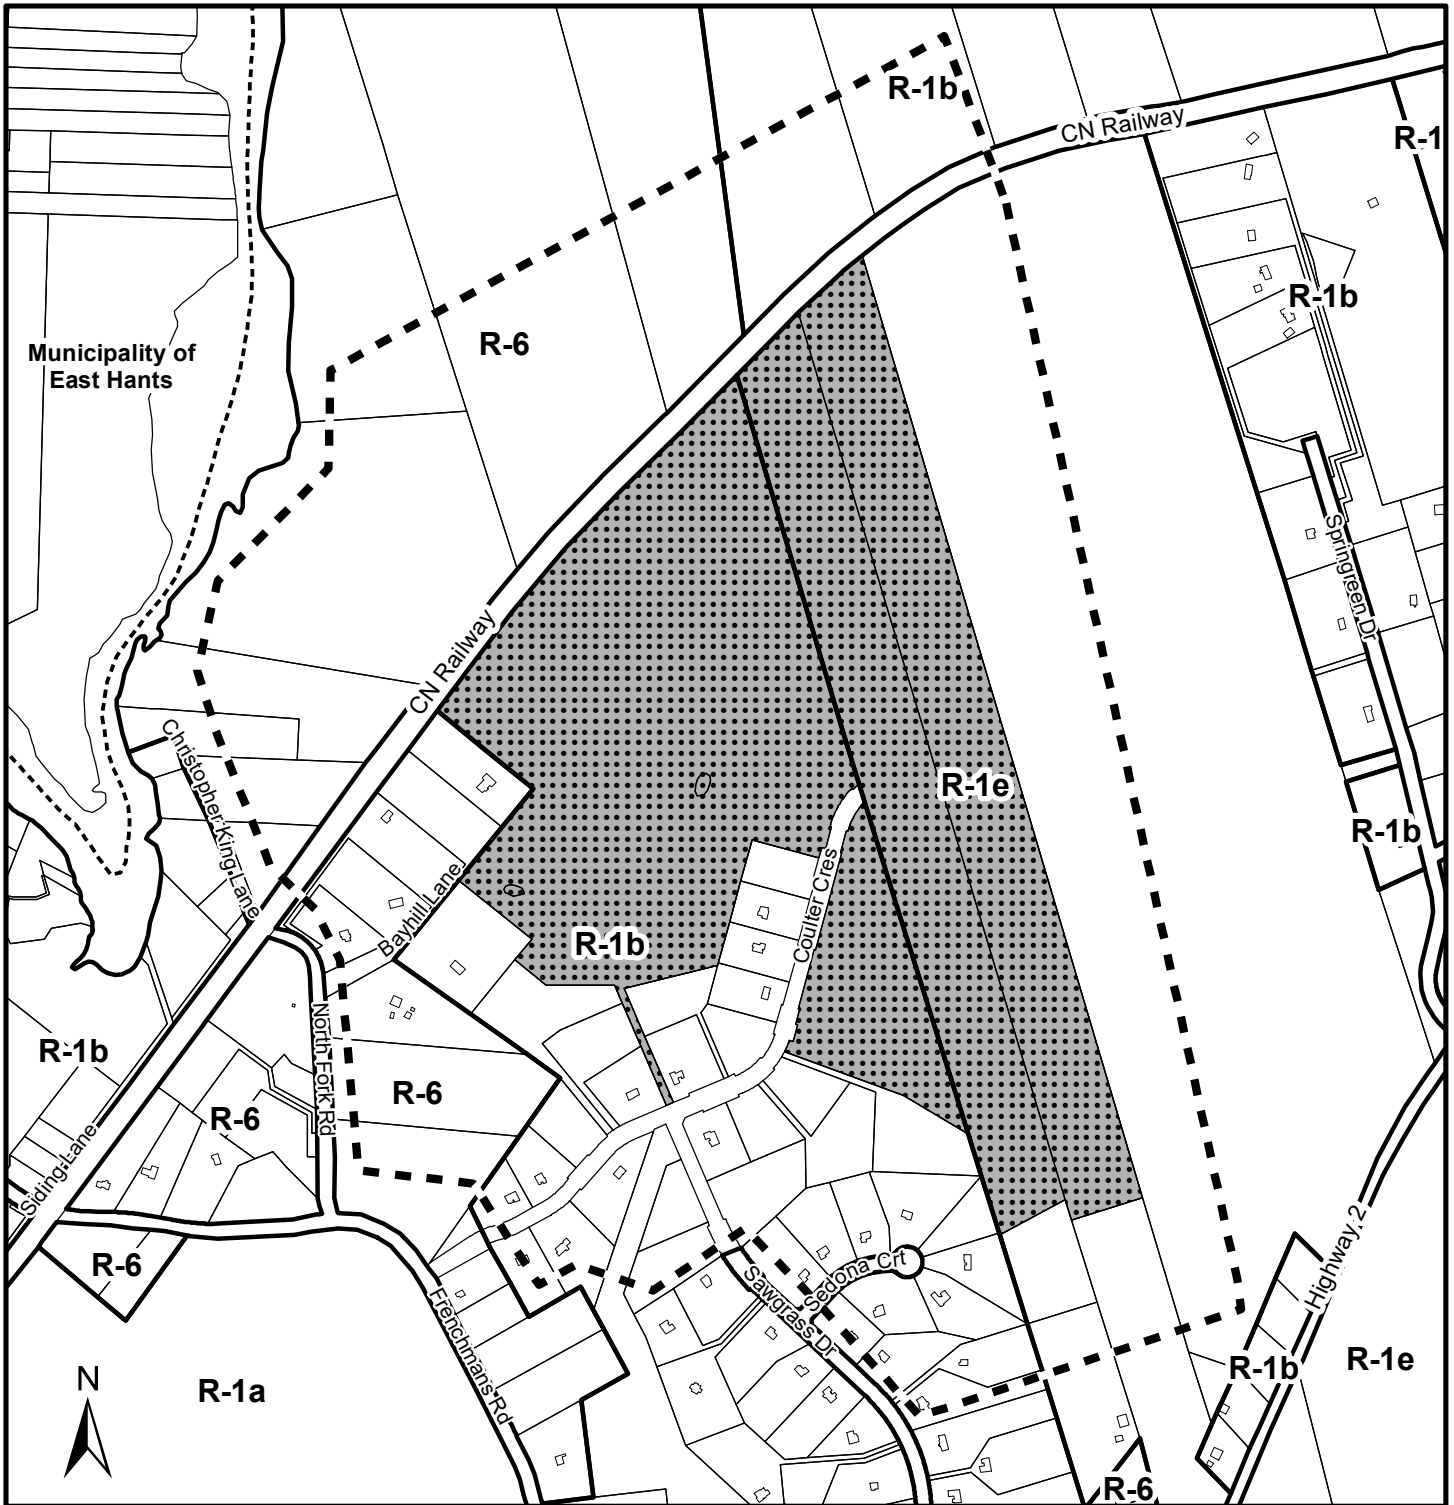 R-1b
CN Railway
R-1
R-1b
R-6
Municipality of
East Hants
Springreen Dr
CN Railway
Christopher King Lane
R-1e
R-1b
Coulter Cres
Bayhill Lane
R-1b
North Fork Rd
R-1b
R-6
R-6
Siding Lane
R-6
Sedona Crt
Sawgrass Dr
Highway 2
Frenchmans Rd
R-1b
R-1e
N
R-1a
R-6